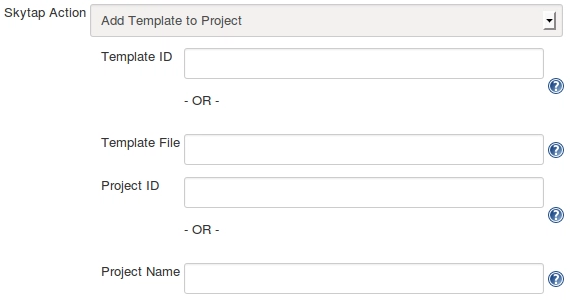 Skytap Action Add Template to Project
Template ID
- OR -
Template File
Project ID
- OR -
Project Name